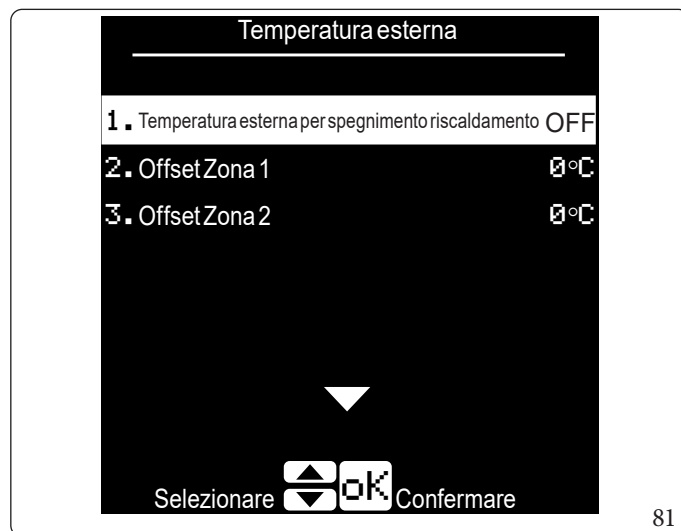 Temperatura esterna
1. Temperatura esterna per spegnimento riscaldamento OFF
2. Offset Zona 1 0°C
3. Offset Zona 2 0°C
Selezionare oK Confermare
81